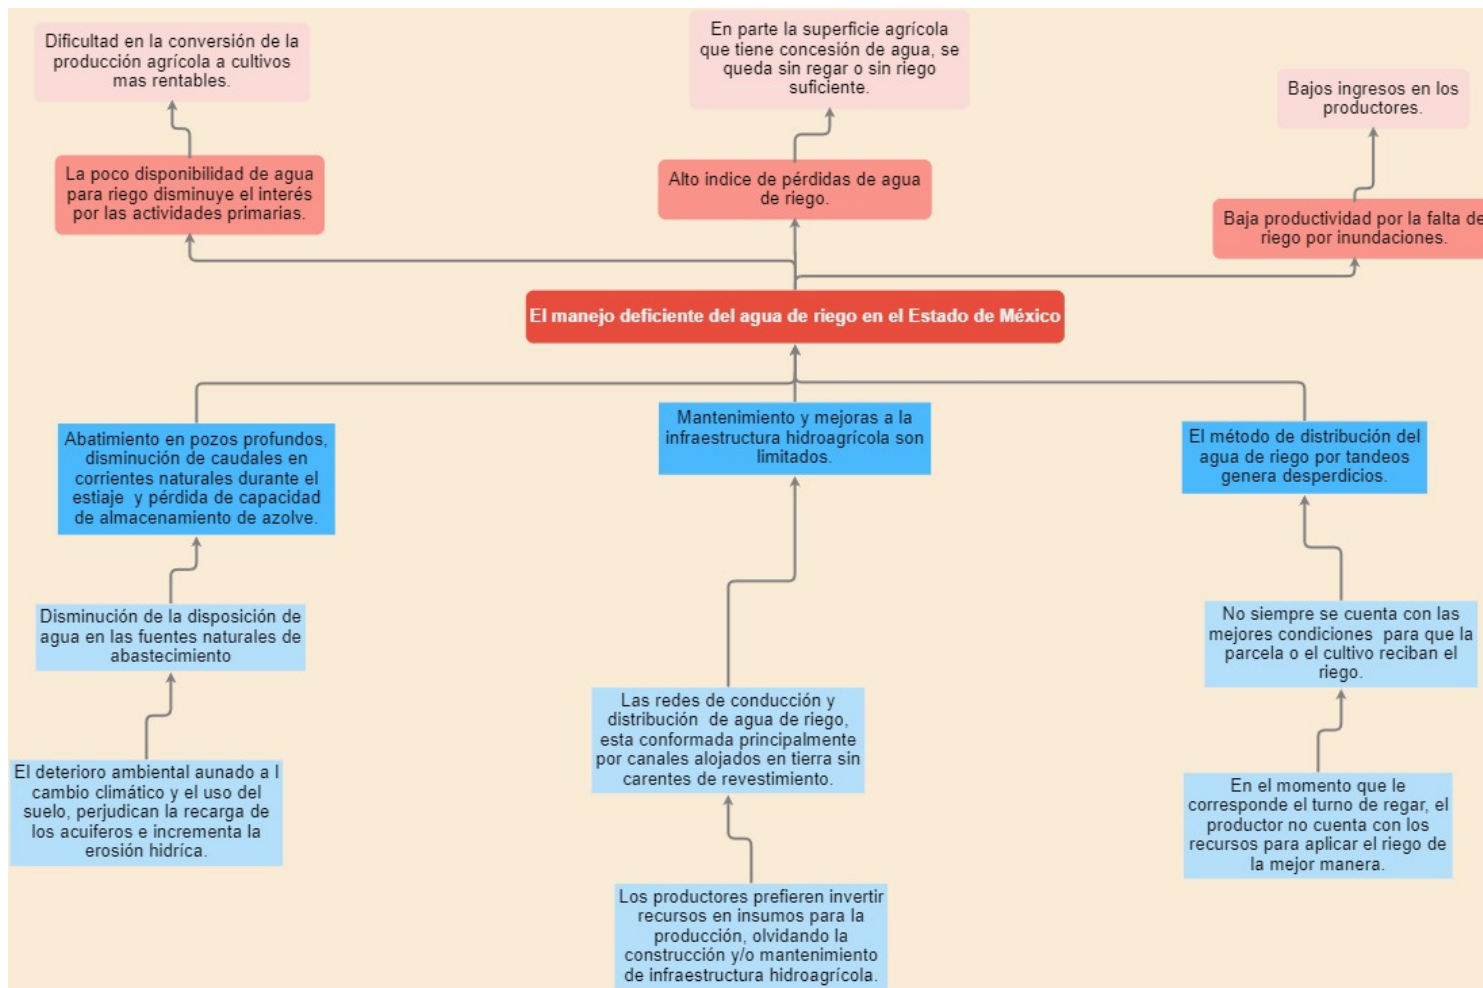 Dificultad en la conversión de la
producción agrícola a cultivos
mas rentables.
En parte la superficie agrícola
que tiene concesión de agua, se
queda sin regar o sin riego
suficiente.
Bajos ingresos en los
productores.
La poco disponibilidad de agua
para riego disminuye el interés
por las actividades primarias.
Alto indice de pérdidas de agua
de riego.
Baja productividad por la falta de
riego por inundaciones.
El manejo deficiente del agua de riego en el Estado de México
Abatimiento en pozos profundos,
disminución de caudales en
corrientes naturales durante el
estiaje y pérdida de capacidad
de almacenamiento de azolve.
Mantenimiento y mejoras a la
infraestructura hidroagrícola son
limitados.
El método de distribución del
agua de riego por tandeos
genera desperdicios.
Disminución de la disposición de
agua en las fuentes naturales de
abastecimiento
No siempre se cuenta con las
mejores condiciones para que la
parcela o el cultivo reciban el
riego.
Las redes de conducción y
distribución de agua de riego,
esta conformada principalmente
por canales alojados en tierra sin
carentes de revestimiento.
El deterioro ambiental aunado a l
cambio climático y el uso del
suelo, perjudican la recarga de
los acuiferos e incrementa la
erosión hidríca.
En el momento que le
corresponde el turno de regar, el
productor no cuenta con los
recursos para aplicar el riego de
la mejor manera.
Los productores prefieren invertir
recursos en insumos para la
producción, olvidando la
construcción y/o mantenimiento
de infraestructura hidroagrícola.